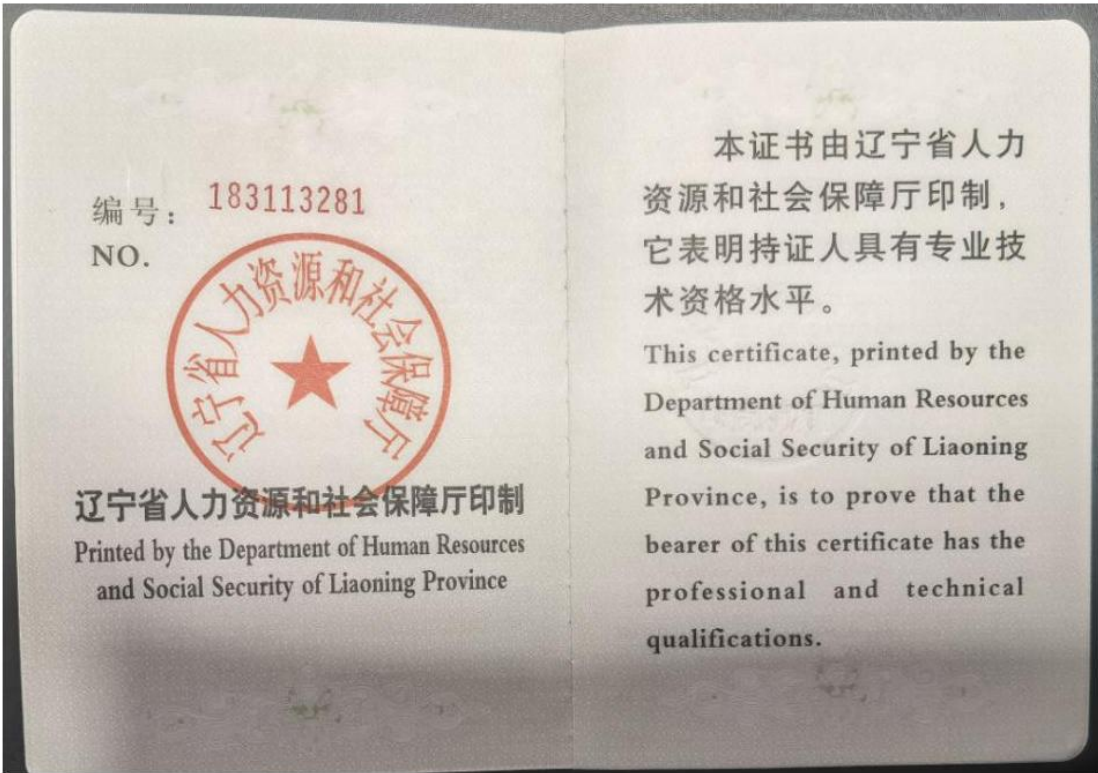 编号: 183113281
NO.
辽宁省人力资源和社会保障厅
辽宁省人力资源和社会保障厅印制
Printed by the Department of Human Resources
and Social Security of Liaoning Province
本证书由辽宁省人力
资源和社会保障厅印制,
它表明持证人具有专业技
术资格水平。
This certificate, printed by the
Department of Human Resources
and Social Security of Liaoning
Province, is to prove that the
bearer of this certificate has the
professional and technical
qualifications.